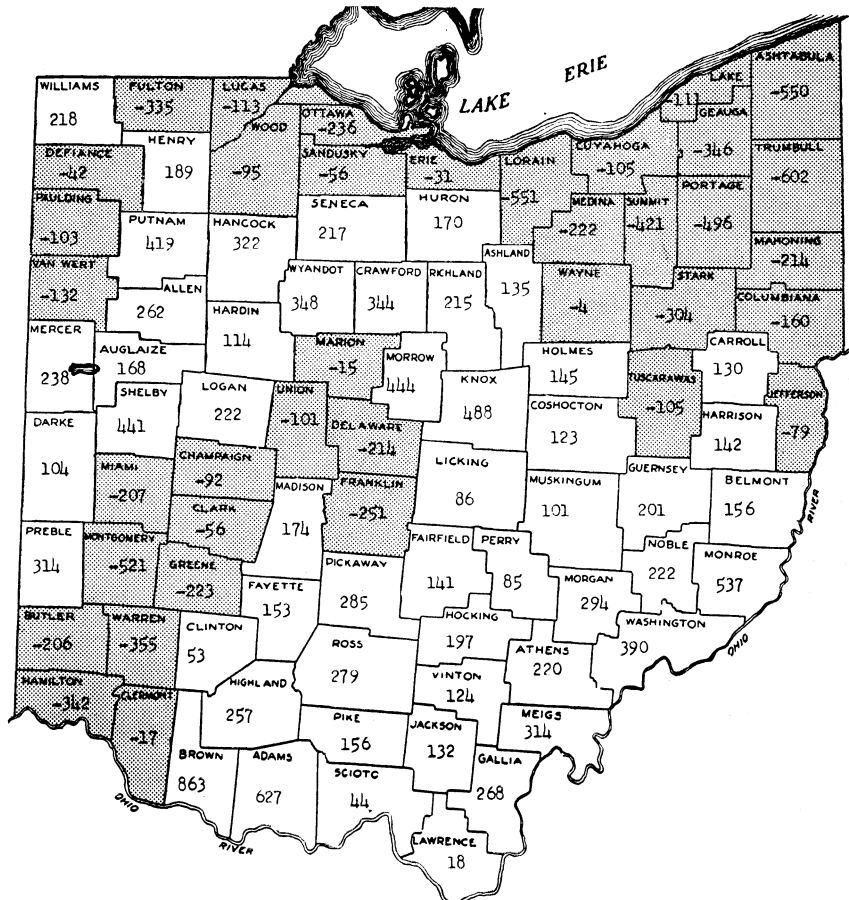 LAKE ERIE
WILLIAMS
218
FULTON
-335
LUCAS
-113
OTTAWA
-236
LAKE
-111
ASHTABULA
-550
GEAUGA
-346
HENRY
189
WOOD
-95
DEFIANCE
-42
SANDUSKY
-56
ERIE
-31
LORAIN
-551
CUYAHOGA
-105
TRUMBULL
-602
PAULDING
-103
PUTNAM
419
HANCOCK
322
SENECA
217
HURON
170
MEDINA
-222
SUMMIT
-421
PORTAGE
-496
MAHONING
-214
VAN WERT
-132
ALLEN
262
WYANDOT
348
CRAWFORD
344
RICHLAND
215
ASHLAND
135
WAYNE
-4
STARK
-304
COLUMBIANA
-160
MERCER
238
AUGLAIZE
168
HARDIN
114
MARION
-15
MORROW
444
HOLMES
145
CARROLL
130
TUSCARAWAS
-105
JEFFERSON
-79
SHELBY
441
LOGAN
222
UNION
-101
DELAWARE
-214
KNOX
488
COSHOCTON
123
HARRISON
142
DARKE
104
MIAMI
-207
CHAMPAIGN
-92
CLARK
-56
MADISON
174
FRANKLIN
-251
LICKING
86
MUSKINGUM
101
GUERNSEY
201
BELMONT
156
RIVER
PREBLE
314
MONTGOMERY
-521
GREENE
-223
FAYETTE
153
PICKAWAY
285
FAIRFIELD
141
PERRY
85
MORGAN
294
NOBLE
222
MONROE
537
BUTLER
-206
WARREN
-355
CLINTON
53
ROSS
279
HOCKING
197
ATHENS
220
WASHINGTON
390
OHIO
HAMILTON
-342
CLERMONT
-17
HIGHLAND
257
VINTON
124
MEIGS
314
BROWN
863
ADAMS
627
PIKE
156
JACKSON
132
GALLIA
268
SCIOTO
44
LAWRENCE
18
OHIO
RIVER